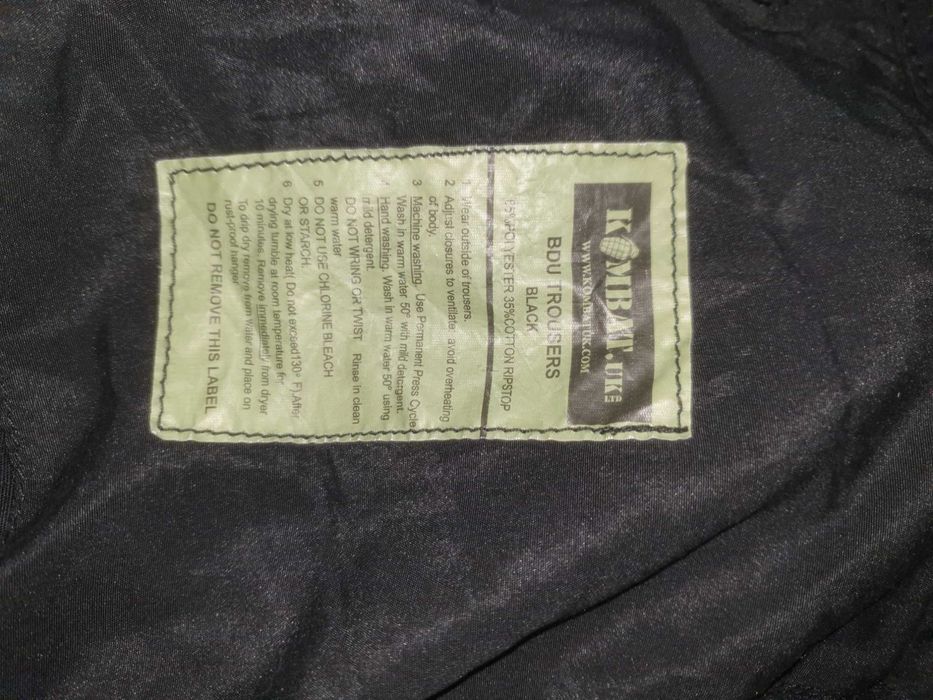 KOMBAT.UK LTD
WWW.KOMBATUK.COM
BDU TROUSERS
BLACK
65%POLYESTER 35%COTTON RIPSTOP
1 Wear outside of trousers.
2 Adjust closures to ventilate: avoid overheating
of body.
3 Machine washing. Use Permanent Press Cycle
Wash in warm water 50° with mild detergent.
4 Hand washing. Wash in warm water 50° using
mild detergent.
DO NOT WRING OR TWIST Rinse in clean
warm water
5 DO NOT USE CHLORINE BLEACH
OR STARCH.
6 Dry at low heat( Do not exceed130° F).After
drying tumble at room temperature for
10 minutes. Remove immediately from dryer
To drip dry remove from water and place on
rust-proof hanger
DO NOT REMOVE THIS LABEL